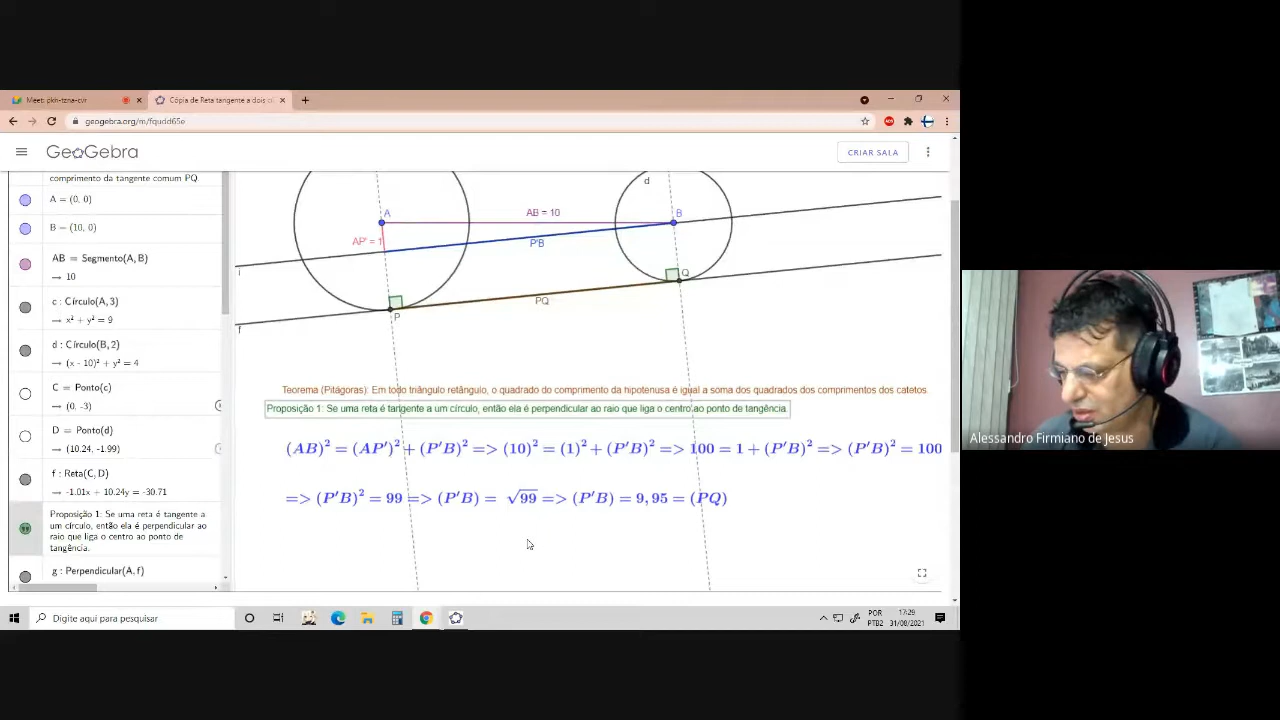 Meet: pkh-tzna-cvr
Cópia de Reta tangente a dois cí
geogebra.org/m/fqudd65e
GeoGebra
CRIAR SALA
comprimento da tangente comum PQ.
A = (0, 0)
B = (10, 0)
AB = Segmento(A, B)
→ 10
c : Círculo(A, 3)
→ x² + y² = 9
d : Círculo(B, 2)
→ (x - 10)² + y² = 4
C = Ponto(c)
→ (0, -3)
D = Ponto(d)
→ (10.24, -1.99)
f : Reta(C, D)
→ -1.01x + 10.24y = -30.71
Proposição 1: Se uma reta é tangente a
um círculo, então ela é perpendicular ao
raio que liga o centro ao ponto de
tangência.
g : Perpendicular(A, f)
d
A
AB = 10
B
AP' = 1
P'B
i
Q
PQ
P
f
Teorema (Pitágoras): Em todo triângulo retângulo, o quadrado do comprimento da hipotenusa é igual a soma dos quadrados dos comprimentos dos catetos.
Proposição 1: Se uma reta é tangente a um círculo, então ela é perpendicular ao raio que liga o centro ao ponto de tangência.
(AB)² = (AP')² + (P'B)² => (10)² = (1)² + (P'B)² => 100 = 1 + (P'B)² => (P'B)² = 100
=> (P'B)² = 99 => (P'B) = √99 => (P'B) = 9,95 = (PQ)
Alessandro Firmiano de Jesus
Digite aqui para pesquisar
POR
PTB2
17:29
31/08/2021